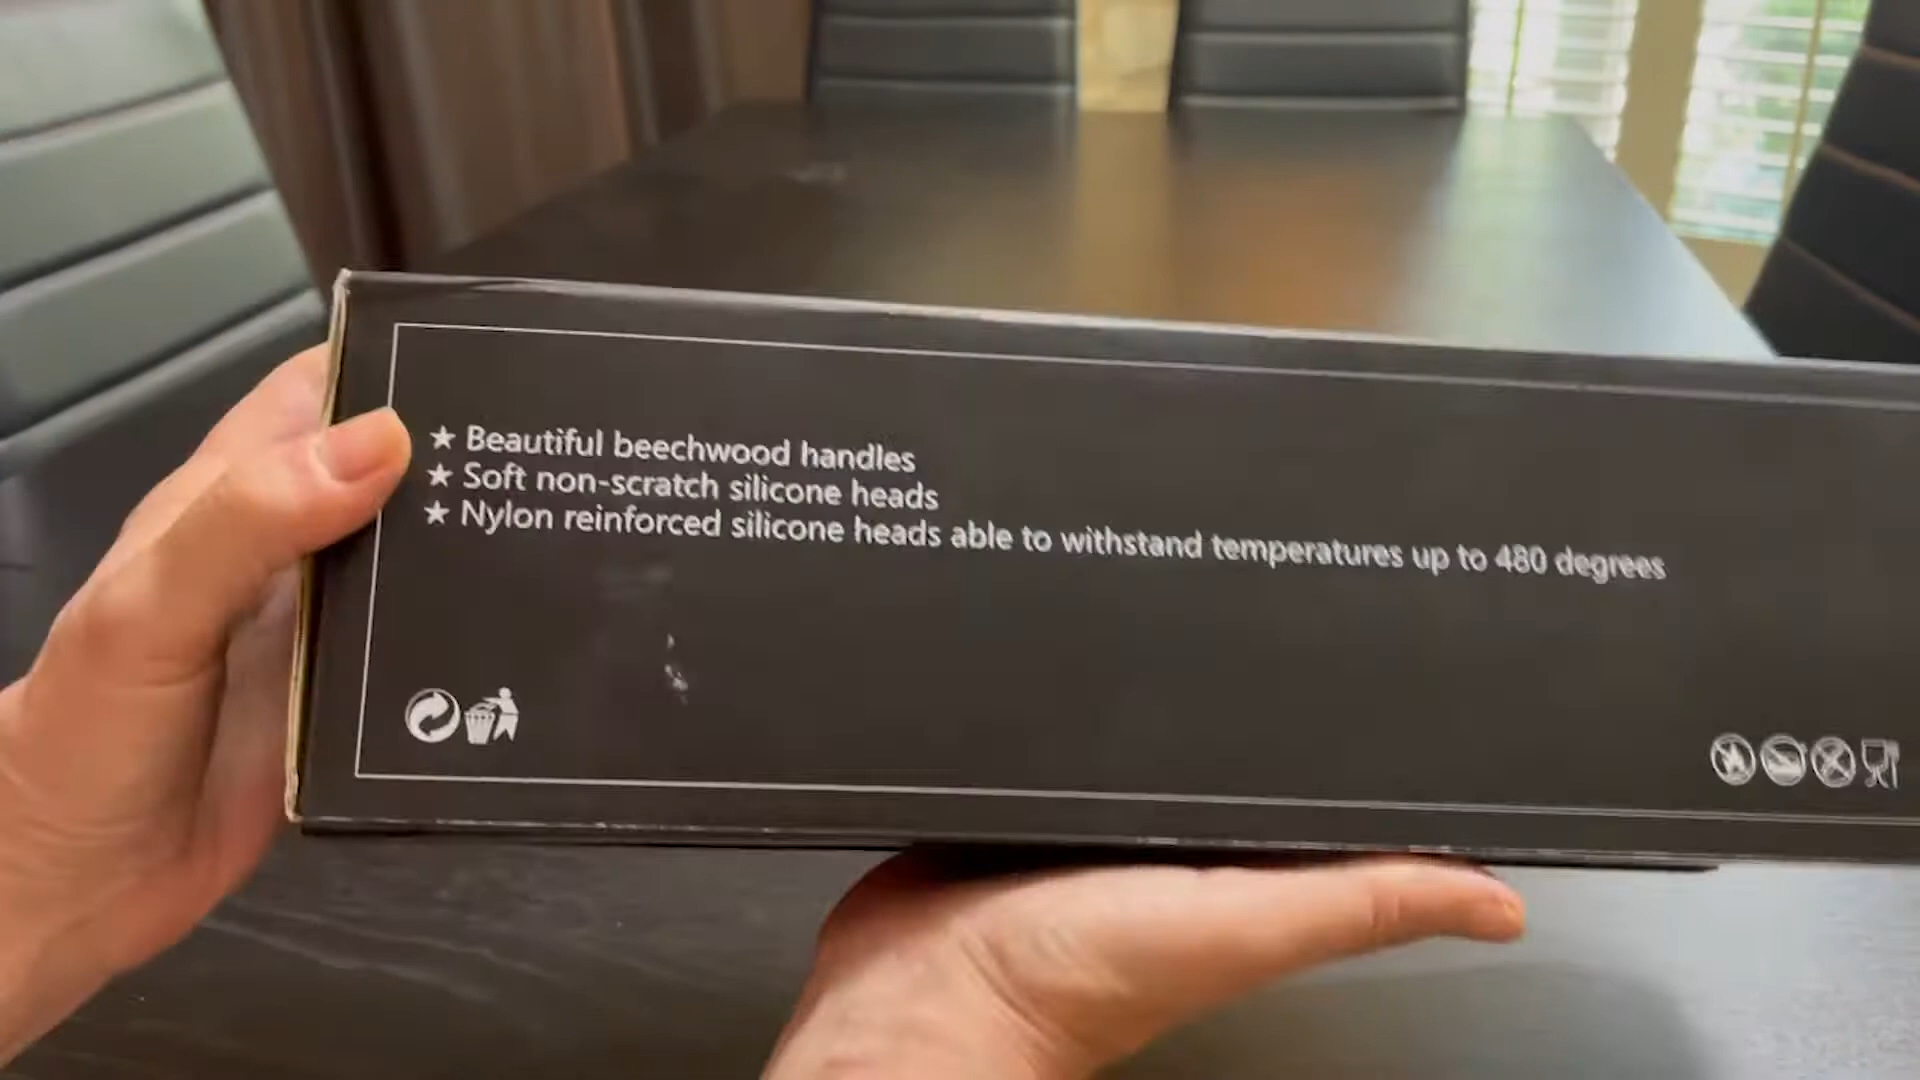 ★ Beautiful beechwood handles
★ Soft non-scratch silicone heads
★ Nylon reinforced silicone heads able to withstand temperatures up to 480 degrees